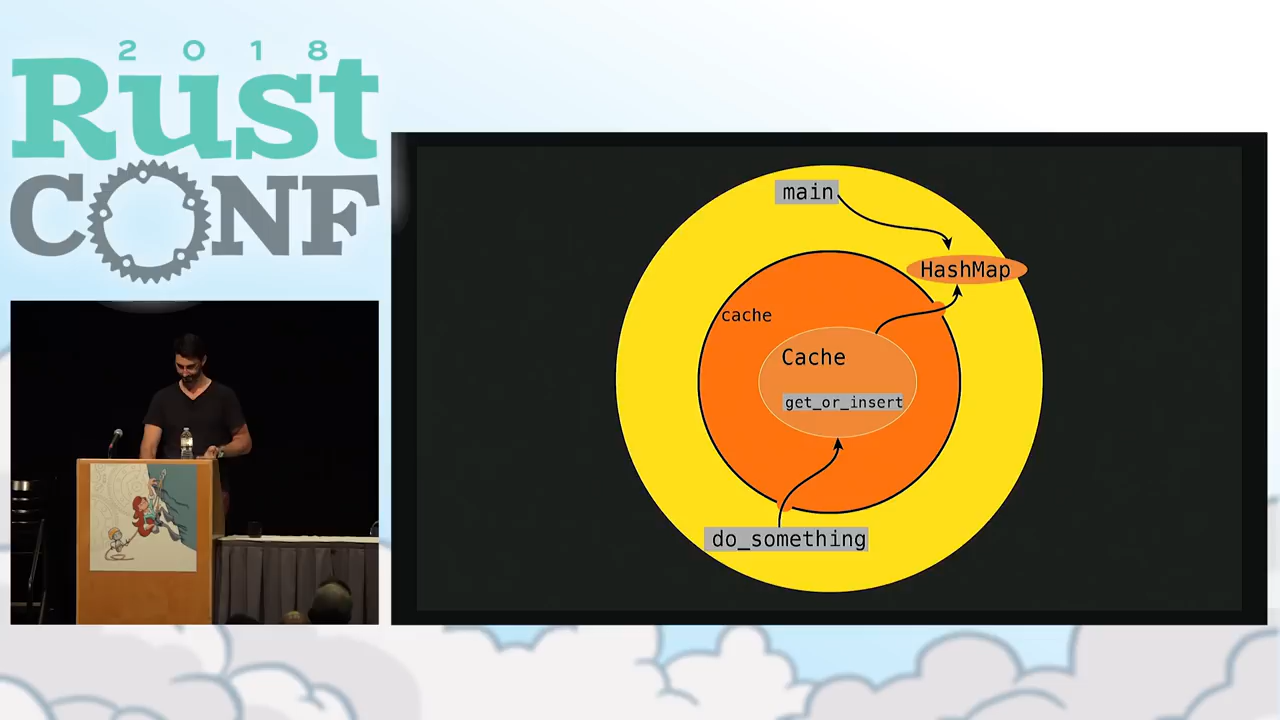 2018
Rust
CONF
main
HashMap
cache
Cache
get_or_insert
do_something